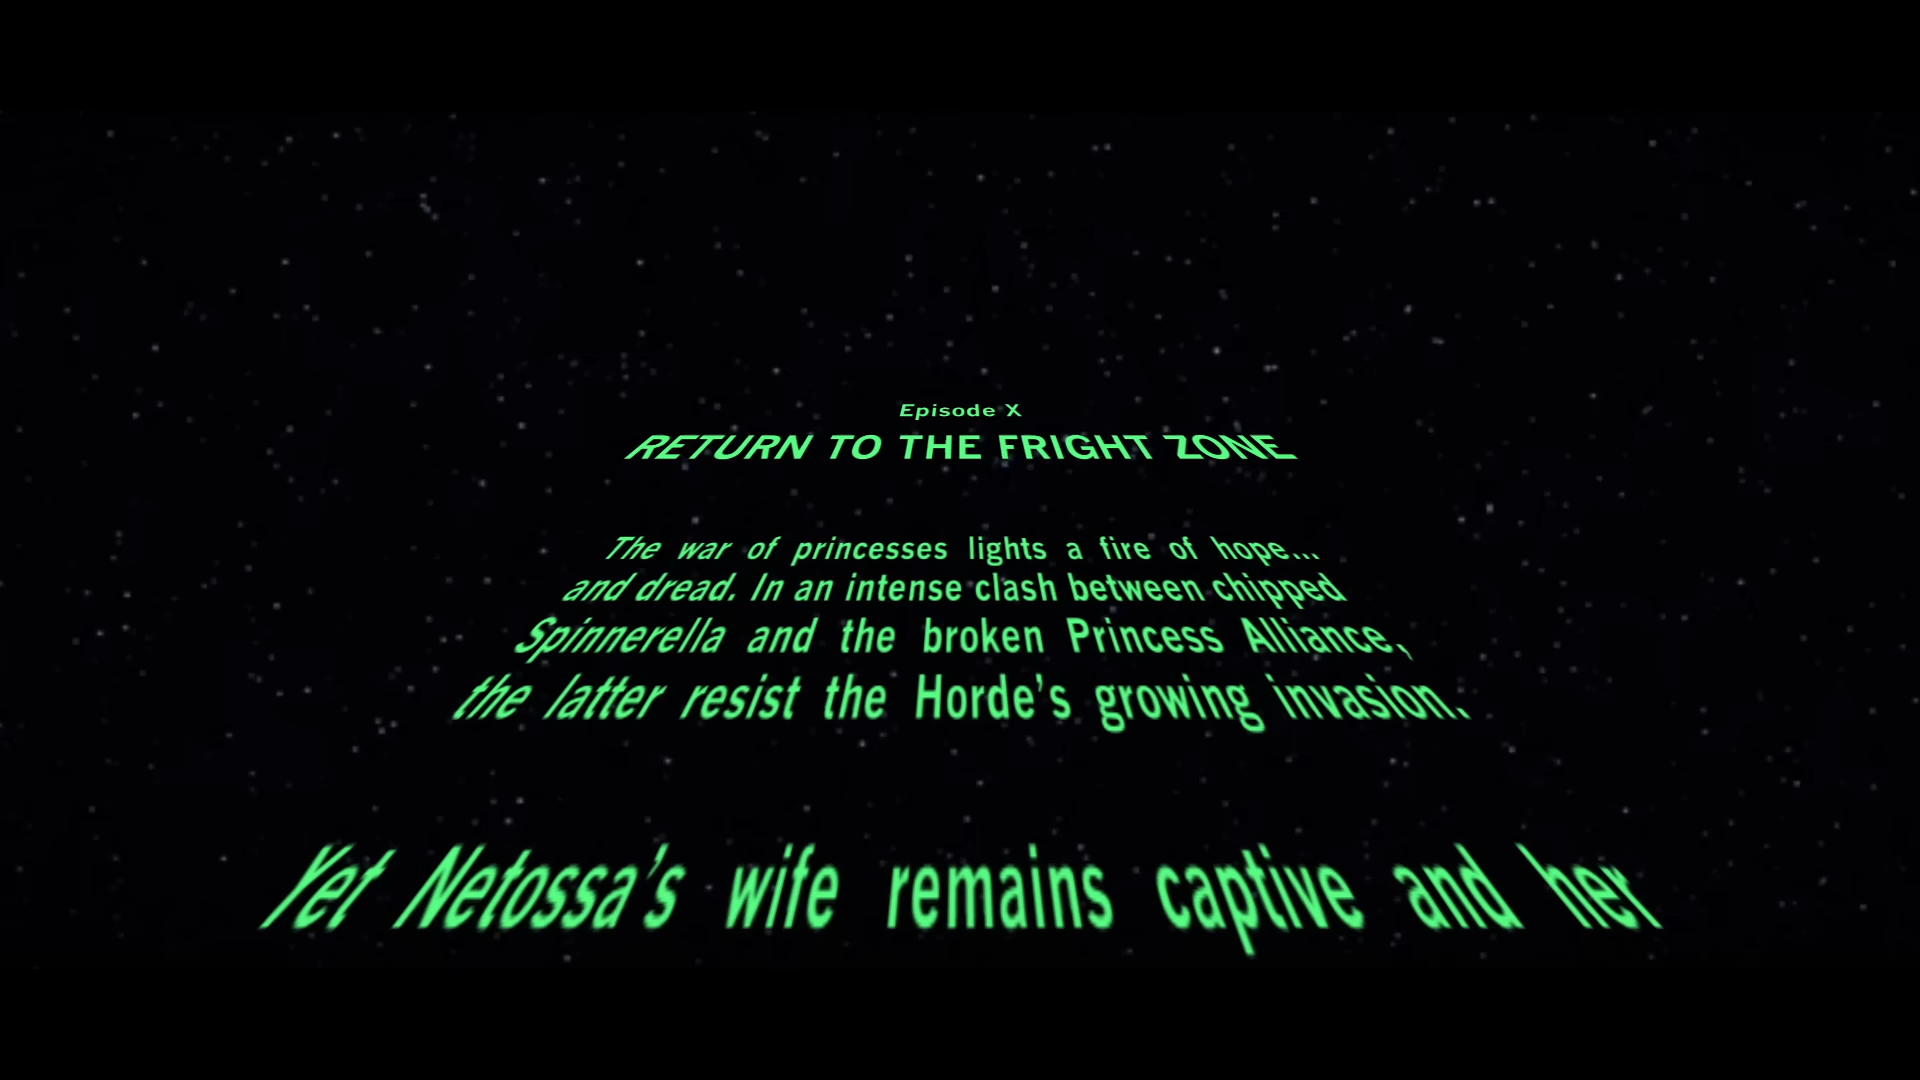 Episode X
RETURN TO THE FRIGHT ZONE
The war of princesses lights a fire of hope...
and dread. In an intense clash between chipped
Spinnerella and the broken Princess Alliance,
the latter resist the Horde’s growing invasion.
Yet Netossa’s wife remains captive and her